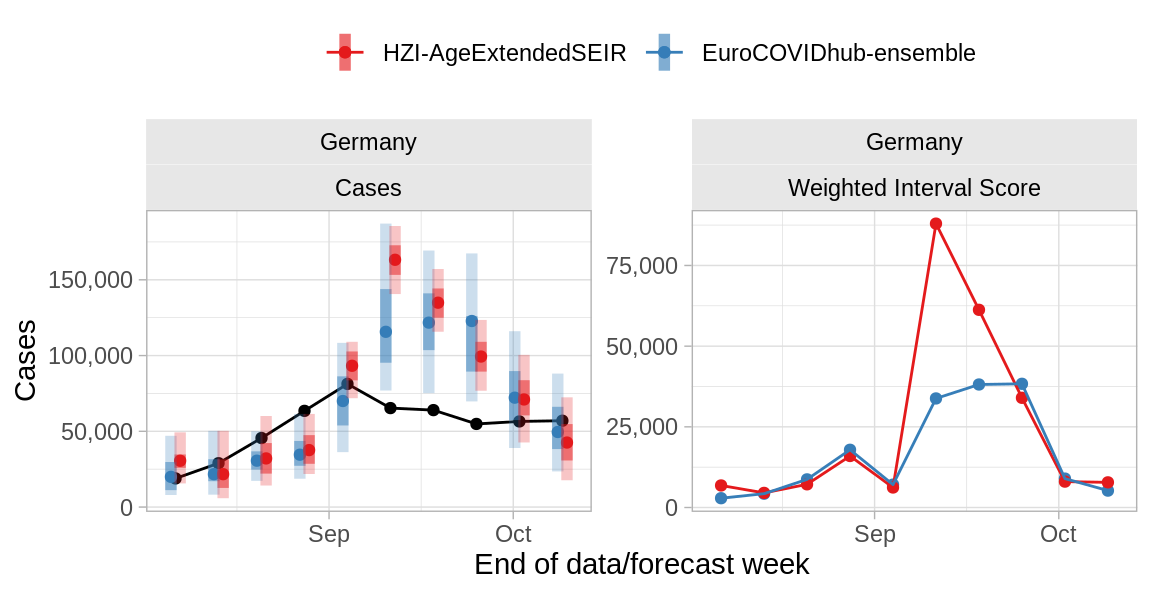 HZI-AgeExtendedSEIR EuroCOVIDhub-ensemble
Germany Germany
Cases Weighted Interval Score
Cases
150,000
100,000
50,000
0
75,000
50,000
25,000
0
Sep Oct Sep Oct
End of data/forecast week